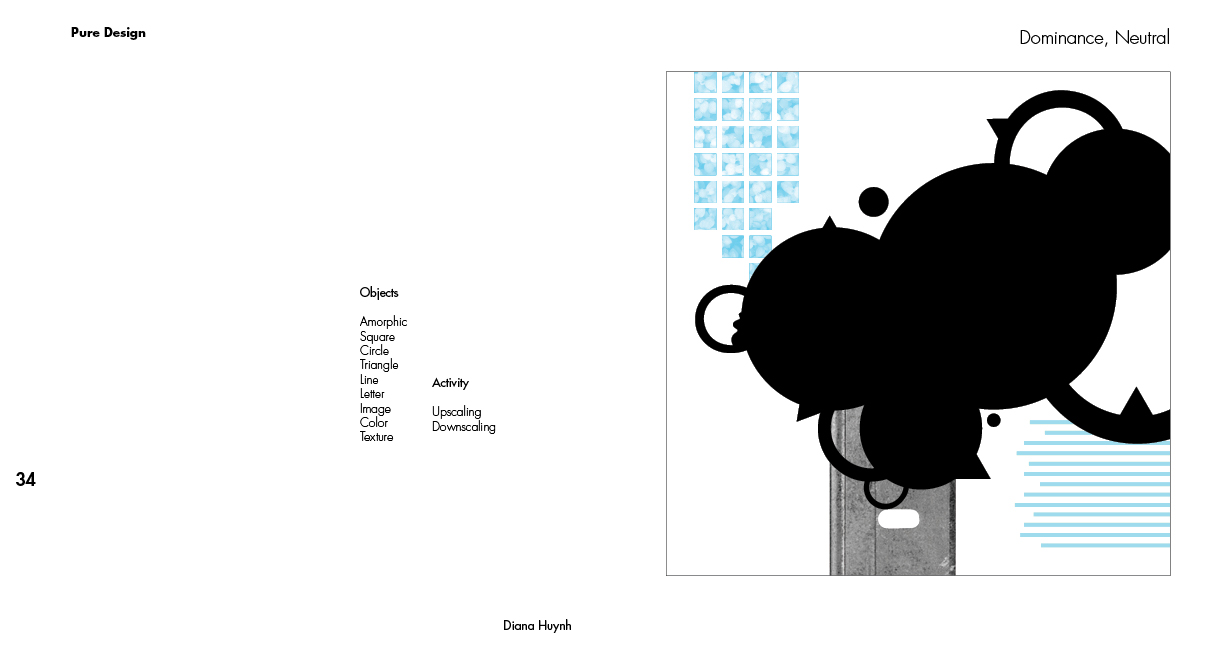 Pure Design
Dominance, Neutral
Objects
Amorphic
Square
Circle
Triangle
Line
Letter
Image
Color
Texture
Activity
Upscaling
Downscaling
34
Diana Huynh